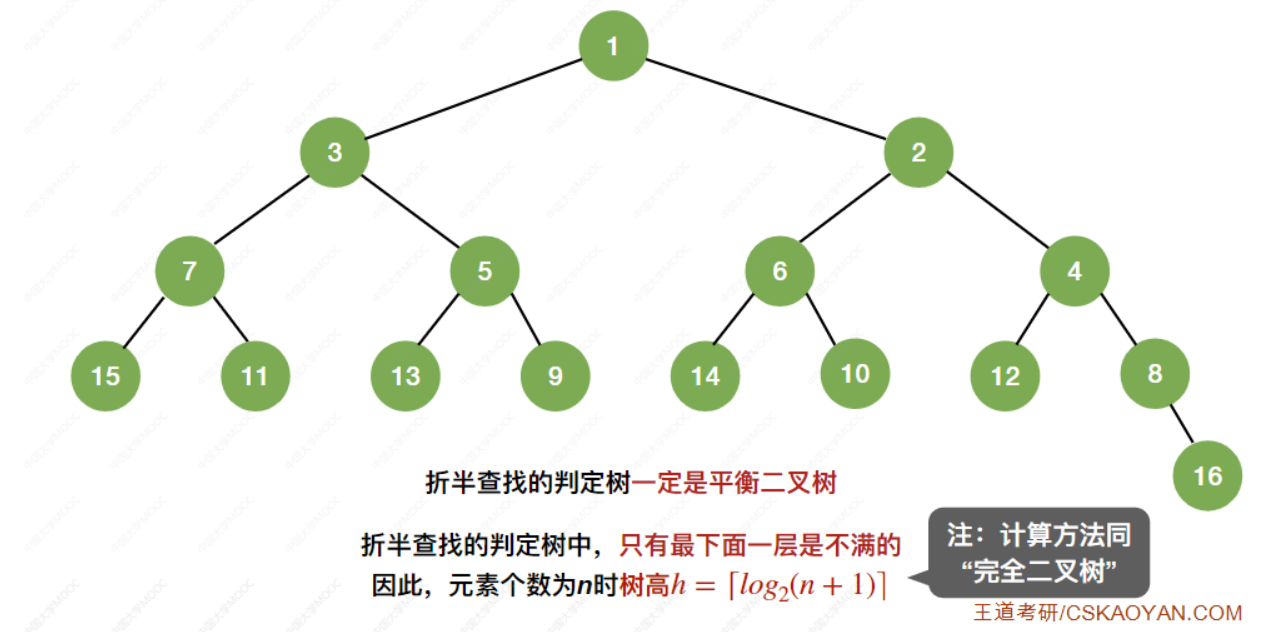 1
3
2
7
5
6
4
15
11
13
9
14
10
12
8
16
折半查找的判定树一定是平衡二叉树
折半查找的判定树中，只有最下面一层是不满的
因此，元素个数为n时树高h = ⌈log₂(n + 1)⌉
注：计算方法同
“完全二叉树”
王道考研/CSKAOYAN.COM